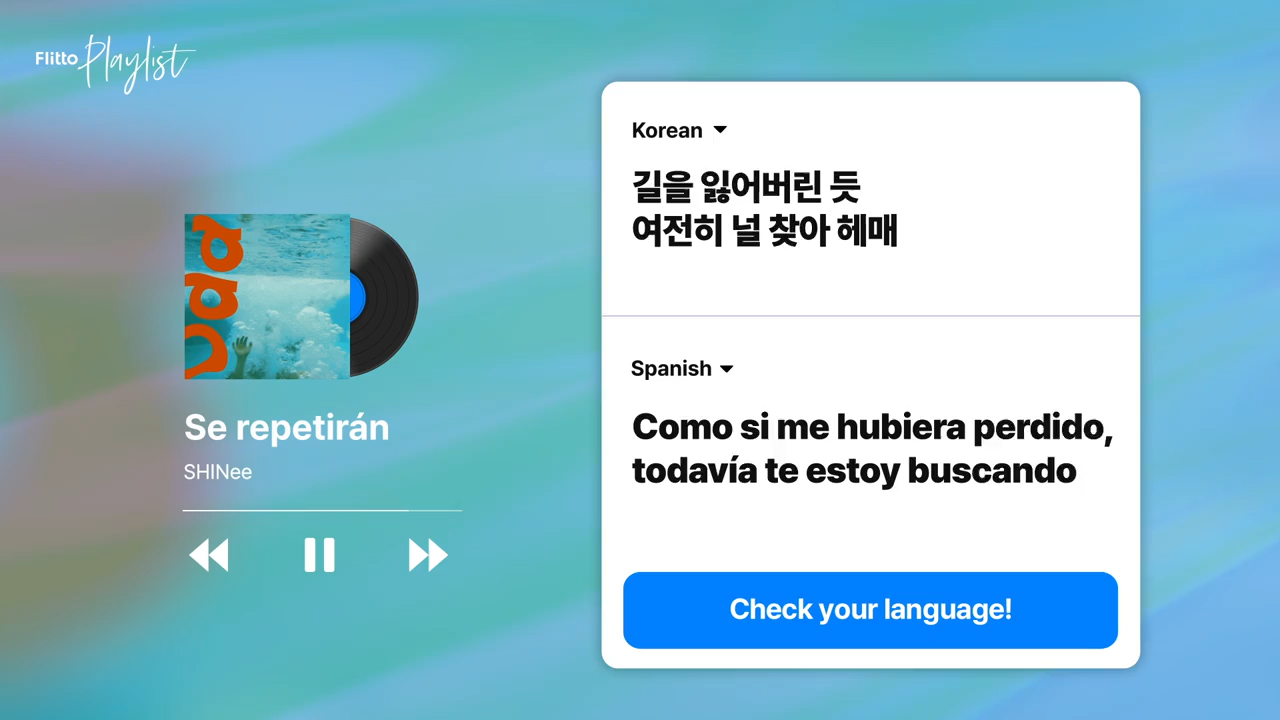 Flitto Playlist
Se repetirán
SHINee
Korean
길을 잃어버린 듯
여전히 널 찾아 헤매
Spanish
Como si me hubiera perdido,
todavía te estoy buscando
Check your language!